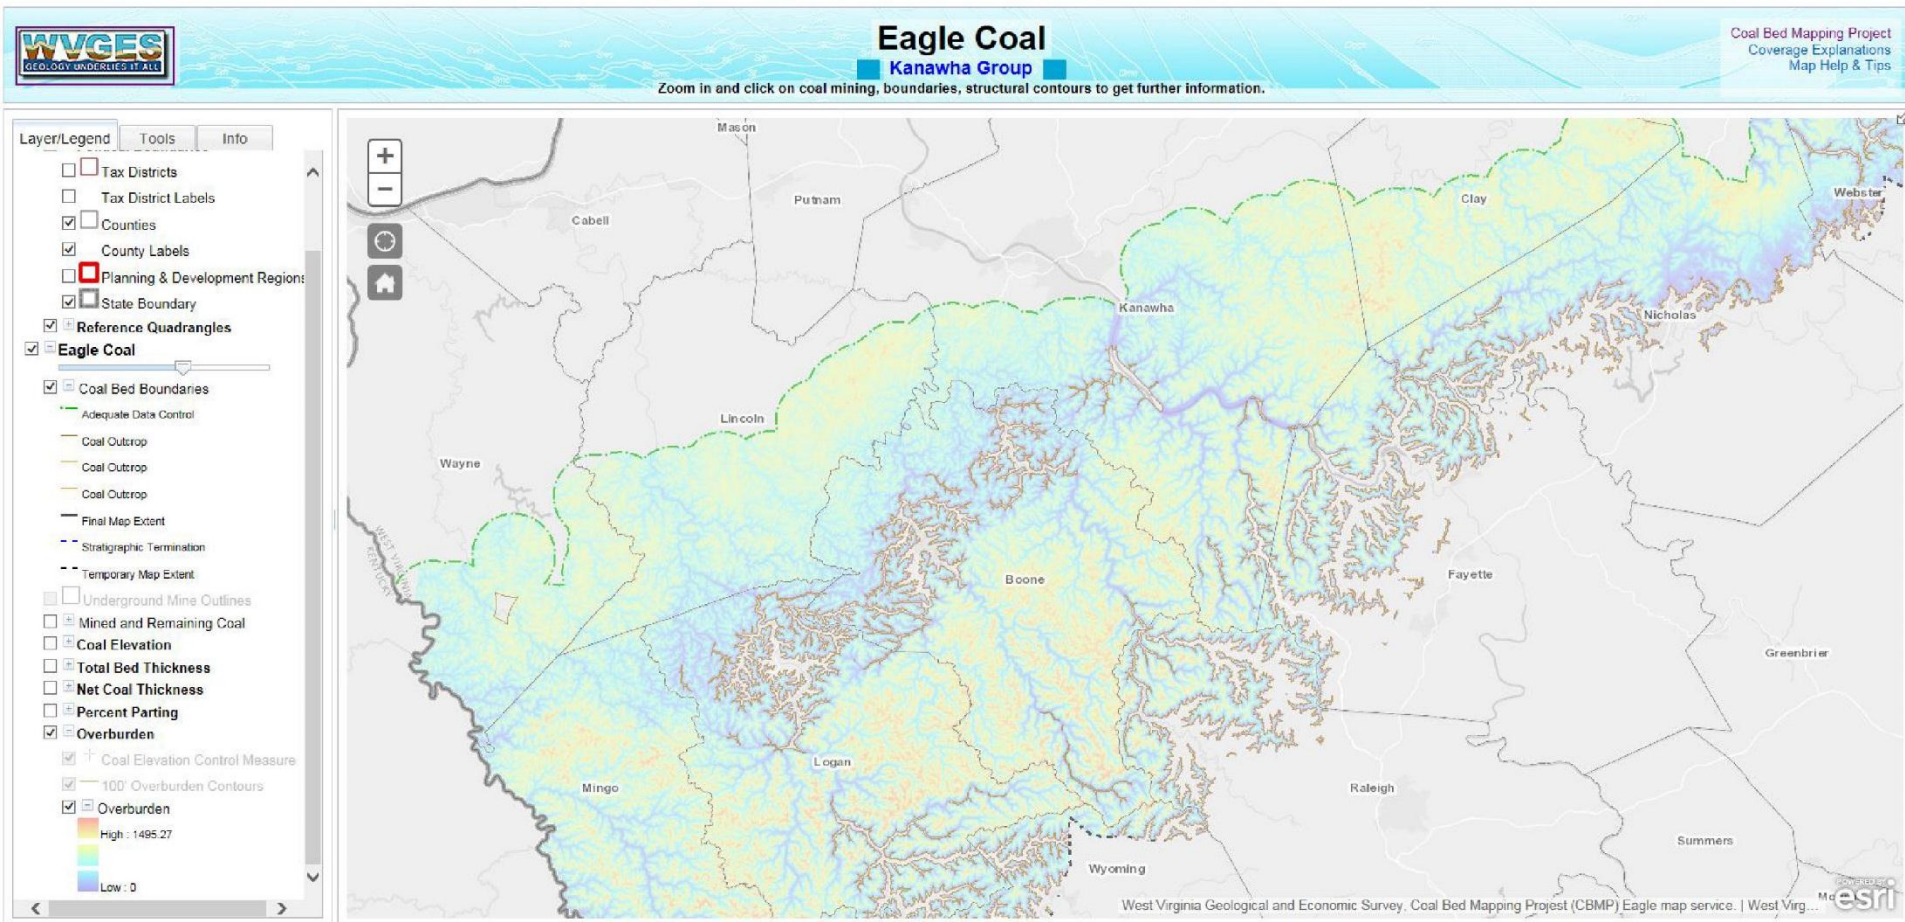 WVGES
GEOLOGY UNDERLIES IT ALL
Eagle Coal
Kanawha Group
Zoom in and click on coal mining, boundaries, structural contours to get further information.
Coal Bed Mapping Project
Coverage Explanations
Map Help & Tips
Layer/Legend
Tools
Info
Tax Districts
Tax District Labels
Counties
County Labels
Planning & Development Regions
State Boundary
Reference Quadrangles
Eagle Coal
Coal Bed Boundaries
Adequate Data Control
Coal Outcrop
Coal Outcrop
Coal Outcrop
Final Map Extent
Stratigraphic Termination
Temporary Map Extent
Underground Mine Outlines
Mined and Remaining Coal
Coal Elevation
Total Bed Thickness
Net Coal Thickness
Percent Parting
Overburden
Coal Elevation Control Measure
100' Overburden Contours
Overburden
High : 1495.27
Low : 0
+
−
Mason
Putnam
Cabell
Clay
Webster
Kanawha
Nicholas
Lincoln
Wayne
WEST VIRGINIA
KENTUCKY
Boone
Fayette
Greenbrier
Logan
Mingo
Raleigh
Summers
Wyoming
West Virginia Geological and Economic Survey, Coal Bed Mapping Project (CBMP) Eagle map service. | West Virg...
POWERED BY
esri